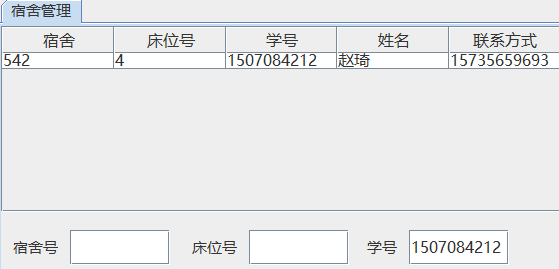 宿舍管理
宿舍 床位号 学号 姓名 联系方式
542 4 1507084212 赵琦 15735659693
宿舍号 床位号 学号 1507084212